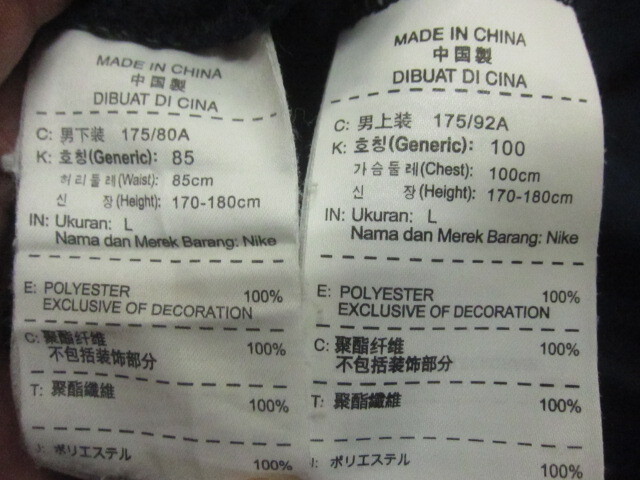 MADE IN CHINA
中国製
DIBUAT DI CINA
C: 男下装 175/80A
K: 호칭(Generic): 85
허리둘레(Waist): 85cm
신 장(Height): 170-180cm
IN: Ukuran: L
Nama dan Merek Barang: Nike
E: POLYESTER 100%
EXCLUSIVE OF DECORATION
C: 聚酯纤维 100%
不包括装饰部分
T: 聚酯纖維 100%
J: ポリエステル 100%
MADE IN CHINA
中国製
DIBUAT DI CINA
C: 男上装 175/92A
K: 호칭(Generic): 100
가슴둘레(Chest): 100cm
신 장(Height): 170-180cm
IN: Ukuran: L
Nama dan Merek Barang: Nike
E: POLYESTER 100%
EXCLUSIVE OF DECORATION
C: 聚酯纤维 100%
不包括装饰部分
T: 聚酯纖維 100%
J: ポリエステル 100%